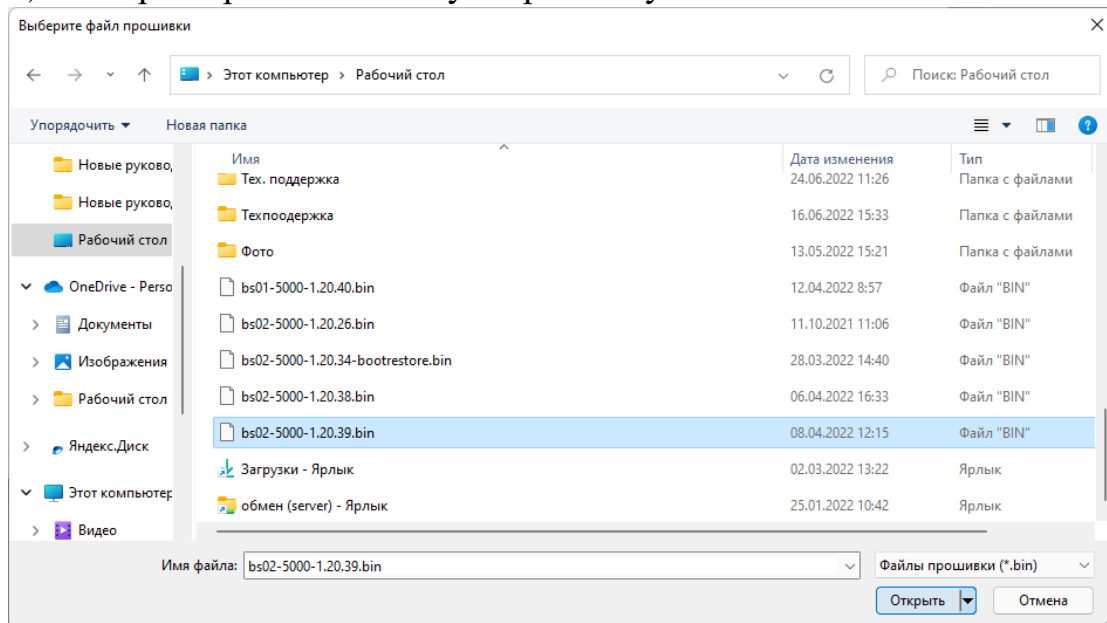 Выберите файл прошивки
Этот компьютер > Рабочий стол
Поиск: Рабочий стол
Упорядочить Новая папка
Имя Дата изменения Тип
Новые руково,
Новые руково,
Рабочий стол
OneDrive - Perso
Документы
Изображения
Рабочий стол
Яндекс.Диск
Этот компьютер
Видео
Тех. поддержка 24.06.2022 11:26 Папка с файлами
Техпоодержка 16.06.2022 15:33 Папка с файлами
Фото 13.05.2022 15:21 Папка с файлами
bs01-5000-1.20.40.bin 12.04.2022 8:57 Файл "BIN"
bs02-5000-1.20.26.bin 11.10.2021 11:06 Файл "BIN"
bs02-5000-1.20.34-bootrestore.bin 28.03.2022 14:40 Файл "BIN"
bs02-5000-1.20.38.bin 06.04.2022 16:33 Файл "BIN"
bs02-5000-1.20.39.bin 08.04.2022 12:15 Файл "BIN"
Загрузки - Ярлык 02.03.2022 13:22 Ярлык
обмен (server) - Ярлык 25.01.2022 10:42 Ярлык
Имя файла: bs02-5000-1.20.39.bin Файлы прошивки (*.bin)
Открыть Отмена